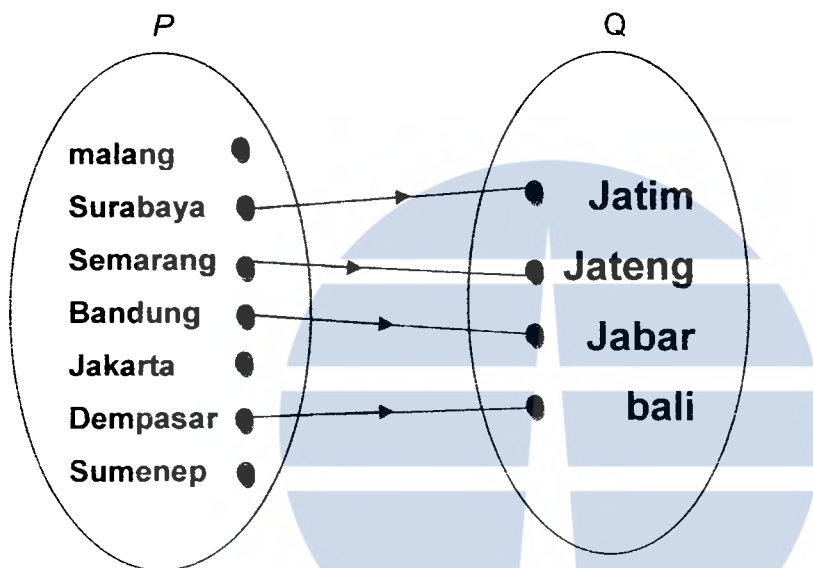 P
Q
malang
Surabaya
Semarang
Bandung
Jakarta
Dempasar
Sumenep
Jatim
Jateng
Jabar
bali